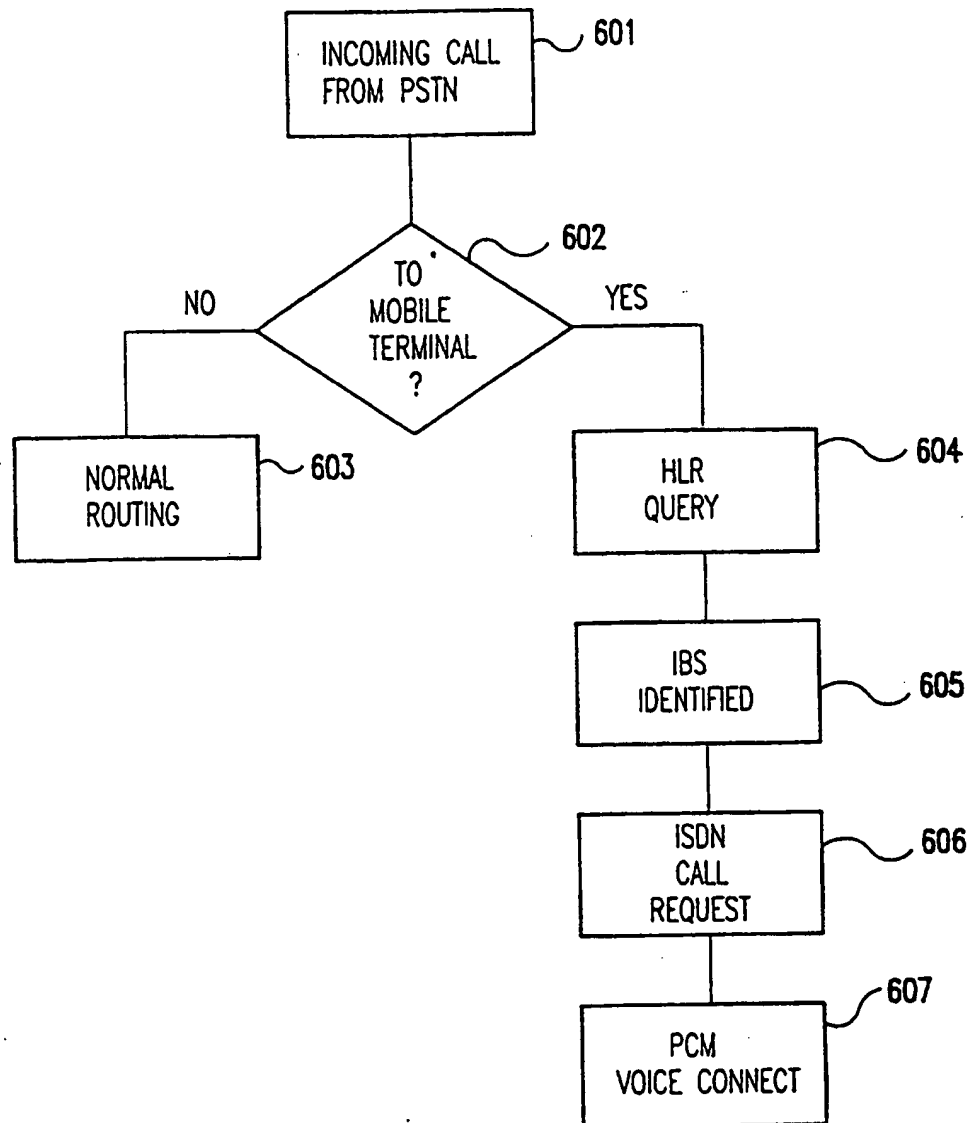 INCOMING CALL
FROM PSTN
601
TO
MOBILE
TERMINAL
?
602
NO
YES
NORMAL
ROUTING
603
HLR
QUERY
604
IBS
IDENTIFIED
605
ISDN
CALL
REQUEST
606
PCM
VOICE CONNECT
607